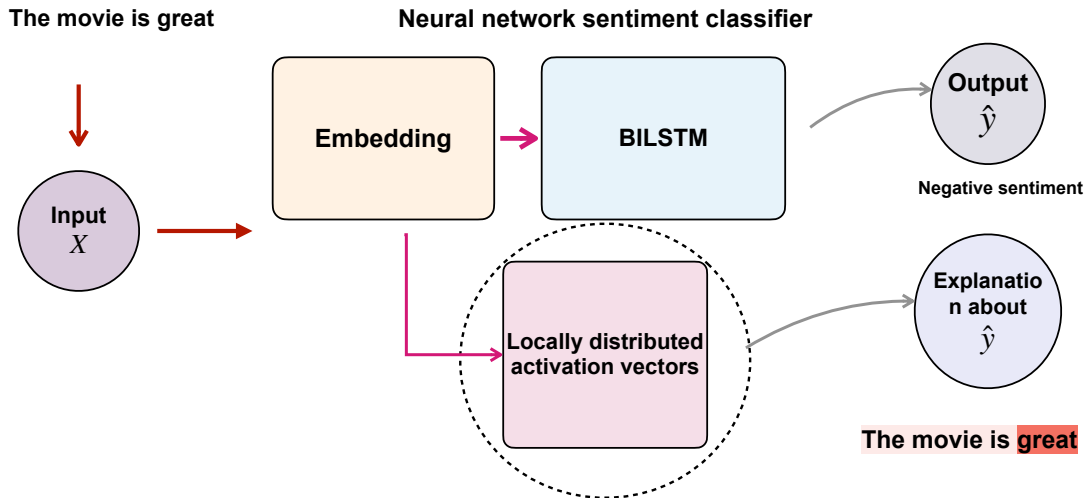 The movie is great
Neural network sentiment classifier
Input
X
Embedding
BILSTM
Output
ŷ
Negative sentiment
Locally distributed
activation vectors
Explanatio
n about
ŷ
The movie is great